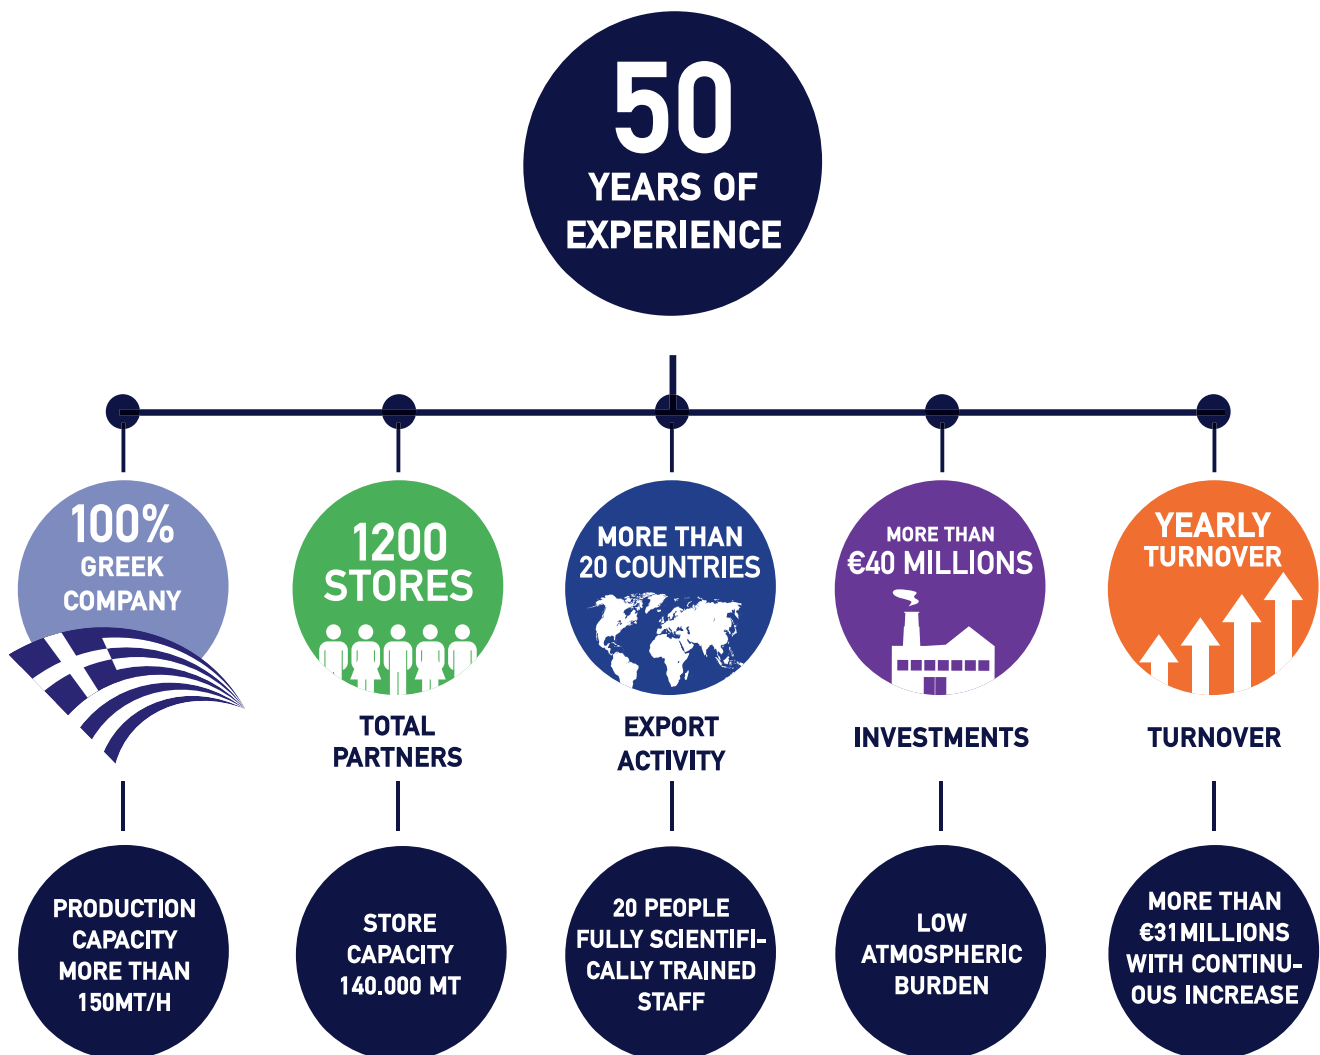 50
YEARS OF
EXPERIENCE
100%
GREEK
COMPANY
1200
STORES
MORE THAN
20 COUNTRIES
MORE THAN
€40 MILLIONS
YEARLY
TURNOVER
TOTAL
PARTNERS
EXPORT
ACTIVITY
INVESTMENTS
TURNOVER
PRODUCTION
CAPACITY
MORE THAN
150MT/H
STORE
CAPACITY
140.000 MT
20 PEOPLE
FULLY SCIENTIFI-
CALLY TRAINED
STAFF
LOW
ATMOSPHERIC
BURDEN
MORE THAN
€31MILLIONS
WITH CONTINU-
OUS INCREASE